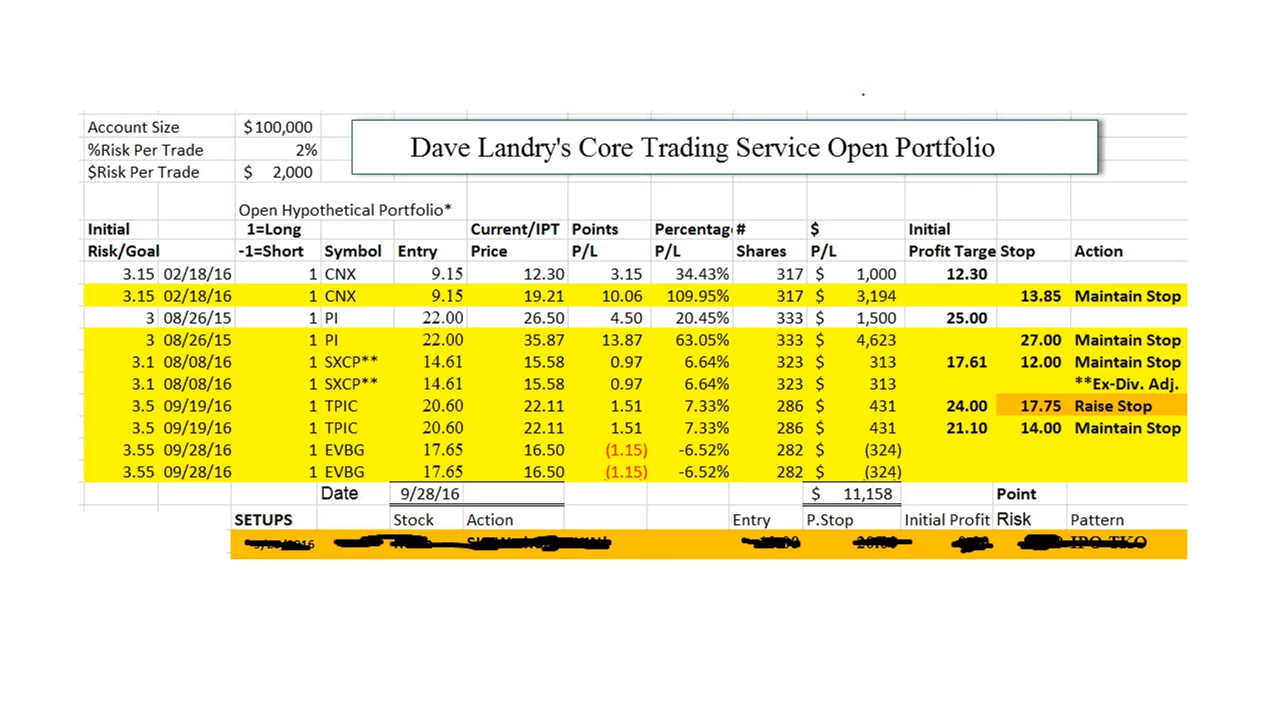 Account Size $100,000
Dave Landry's Core Trading Service Open Portfolio
%Risk Per Trade 2%
$Risk Per Trade $ 2,000
Open Hypothetical Portfolio*
Initial 1=Long Current/IPT Points Percentag # $ Initial
Risk/Goal -1=Short Symbol Entry Price P/L P/L Shares P/L Profit Targe Stop Action
3.15 02/18/16 1 CNX 9.15 12.30 3.15 34.43% 317 $ 1,000 12.30
3.15 02/18/16 1 CNX 9.15 19.21 10.06 109.95% 317 $ 3,194 13.85 Maintain Stop
3 08/26/15 1 PI 22.00 26.50 4.50 20.45% 333 $ 1,500 25.00
3 08/26/15 1 PI 22.00 35.87 13.87 63.05% 333 $ 4,623 27.00 Maintain Stop
3.1 08/08/16 1 SXCP** 14.61 15.58 0.97 6.64% 323 $ 313 17.61 12.00 Maintain Stop
3.1 08/08/16 1 SXCP** 14.61 15.58 0.97 6.64% 323 $ 313 **Ex-Div. Adj.
3.5 09/19/16 1 TPIC 20.60 22.11 1.51 7.33% 286 $ 431 24.00 17.75 Raise Stop
3.5 09/19/16 1 TPIC 20.60 22.11 1.51 7.33% 286 $ 431 21.10 14.00 Maintain Stop
3.55 09/28/16 1 EVBG 17.65 16.50 (1.15) -6.52% 282 $ (324)
3.55 09/28/16 1 EVBG 17.65 16.50 (1.15) -6.52% 282 $ (324)
Date 9/28/16 $ 11,158 Point
SETUPS Stock Action Entry P.Stop Initial Profit Risk Pattern
IPO TKO